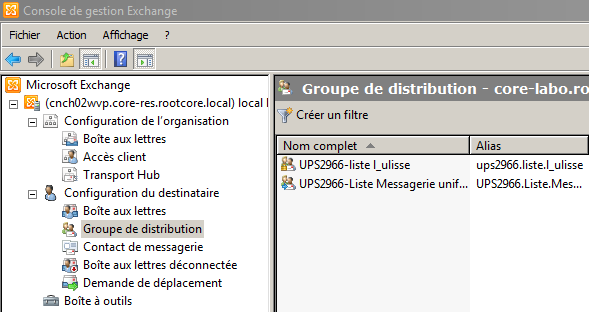 Console de gestion Exchange
Fichier Action Affichage ?
Microsoft Exchange
(cnch02wvp.core-res.rootcore.local) local l
Configuration de l'organisation
Boîte aux lettres
Accès client
Transport Hub
Configuration du destinataire
Boîte aux lettres
Groupe de distribution
Contact de messagerie
Boîte aux lettres déconnectée
Demande de déplacement
Boîte à outils
Groupe de distribution - core-labo.ro
Créer un filtre
Nom complet Alias
UPS2966-liste l_ulisse ups2966.liste.l_ulisse
UPS2966-Liste Messagerie unif... UPS2966.Liste.Mes...